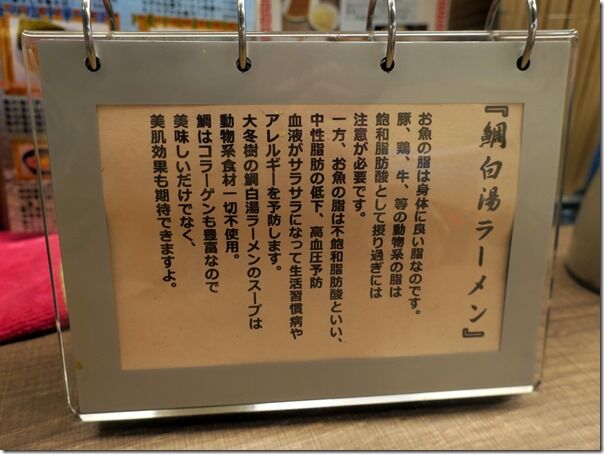 『鯛白湯ラーメン』
お魚の脂は身体に良い脂なのです。
豚、鶏、牛、等の動物系の脂は
飽和脂肪酸として摂り過ぎには
注意が必要です。
一方、お魚の脂は不飽和脂肪酸といい、
中性脂肪の低下、高血圧予防
血液がサラサラになって生活習慣病や
アレルギーを予防します。
大冬樹の鯛白湯ラーメンのスープは
動物系食材一切不使用。
鯛はコラーゲンも豊富なので
美味しいだけでなく、
美肌効果も期待できますよ。